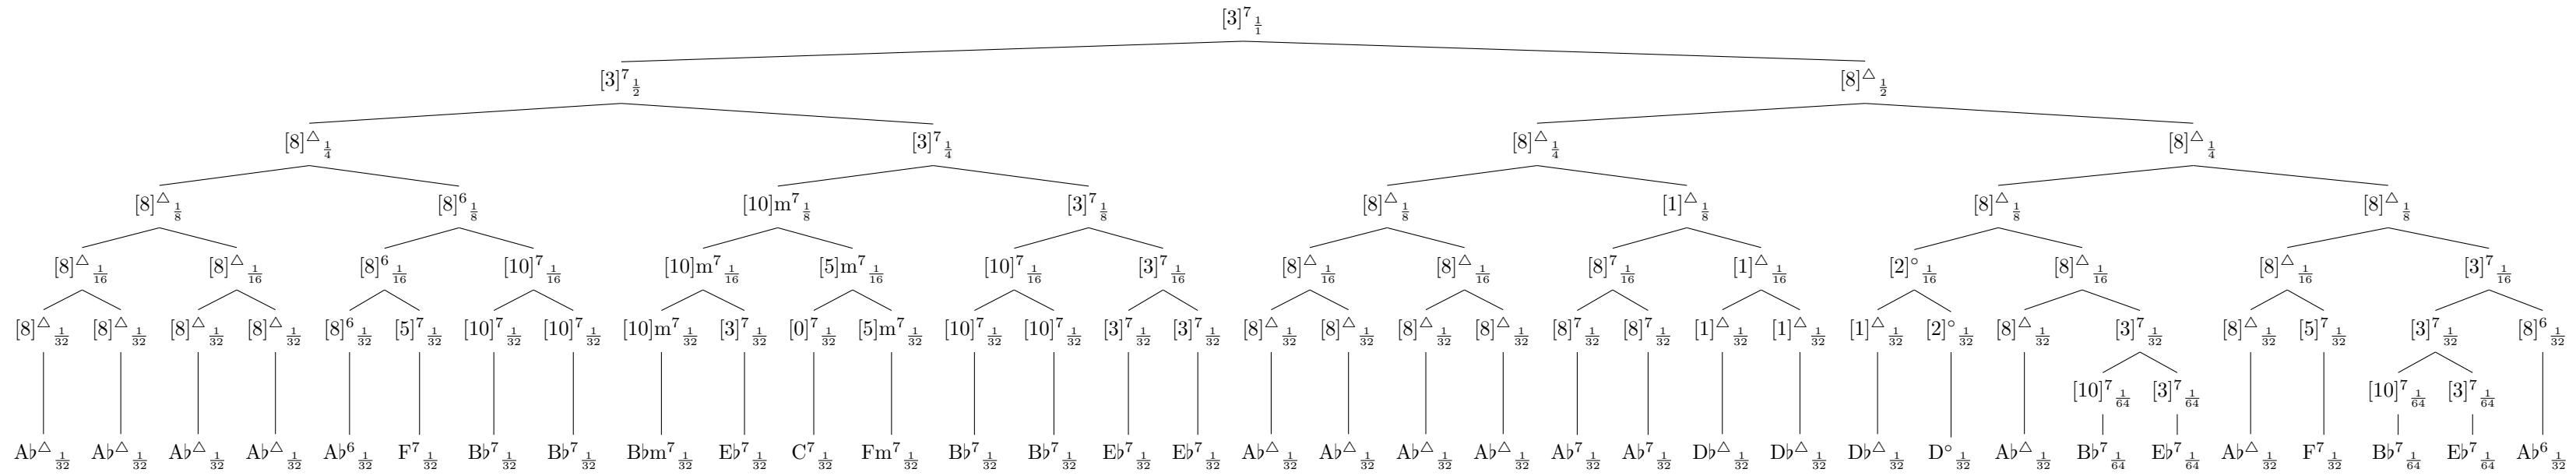 [3]⁷ 1/1
[3]⁷ 1/2 [8]△ 1/2
[8]△ 1/4 [3]⁷ 1/4 [8]△ 1/4 [8]△ 1/4
[8]△ 1/8 [8]⁶ 1/8 [10]m⁷ 1/8 [3]⁷ 1/8 [8]△ 1/8 [1]△ 1/8 [8]△ 1/8 [8]△ 1/8
[8]△ 1/16 [8]△ 1/16 [8]⁶ 1/16 [10]⁷ 1/16 [10]m⁷ 1/16 [5]m⁷ 1/16 [10]⁷ 1/16 [3]⁷ 1/16 [8]△ 1/16 [8]△ 1/16 [8]⁷ 1/16 [1]△ 1/16 [2]° 1/16 [8]△ 1/16 [8]△ 1/16 [3]⁷ 1/16
[8]△ 1/32 [8]△ 1/32 [8]△ 1/32 [8]△ 1/32 [8]⁶ 1/32 [5]⁷ 1/32 [10]⁷ 1/32 [10]⁷ 1/32 [10]m⁷ 1/32 [3]⁷ 1/32 [0]⁷ 1/32 [5]m⁷ 1/32 [10]⁷ 1/32 [10]⁷ 1/32 [3]⁷ 1/32 [3]⁷ 1/32 [8]△ 1/32 [8]△ 1/32 [8]△ 1/32 [8]△ 1/32 [8]⁷ 1/32 [8]⁷ 1/32 [1]△ 1/32 [1]△ 1/32 [1]△ 1/32 [2]° 1/32 [8]△ 1/32 [3]⁷ 1/32 [8]△ 1/32 [5]⁷ 1/32 [3]⁷ 1/32 [8]⁶ 1/32
[10]⁷ 1/64 [3]⁷ 1/64 [10]⁷ 1/64 [3]⁷ 1/64
A♭△ 1/32 A♭△ 1/32 A♭△ 1/32 A♭△ 1/32 A♭⁶ 1/32 F⁷ 1/32 B♭⁷ 1/32 B♭⁷ 1/32 B♭m⁷ 1/32 E♭⁷ 1/32 C⁷ 1/32 Fm⁷ 1/32 B♭⁷ 1/32 B♭⁷ 1/32 E♭⁷ 1/32 E♭⁷ 1/32 A♭△ 1/32 A♭△ 1/32 A♭△ 1/32 A♭△ 1/32 A♭⁷ 1/32 A♭⁷ 1/32 D♭△ 1/32 D♭△ 1/32 D♭△ 1/32 D° 1/32 A♭△ 1/32 B♭⁷ 1/64 E♭⁷ 1/64 A♭△ 1/32 F⁷ 1/32 B♭⁷ 1/64 E♭⁷ 1/64 A♭⁶ 1/32